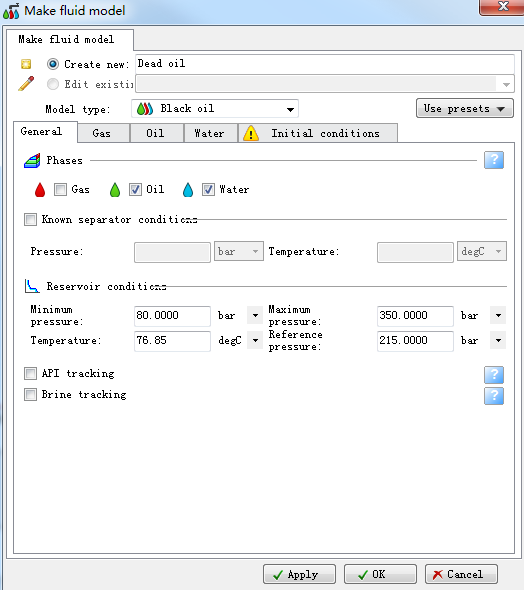 Make fluid model
Make fluid model
Create new: Dead oil
Edit existin
Model type: Black oil Use presets
General Gas Oil Water Initial conditions
Phases ?
Gas Oil Water
Known separator conditions
Pressure: bar Temperature: degC
Reservoir conditions
Minimum pressure: 80.0000 bar Maximum pressure: 350.0000 bar
Temperature: 76.85 degC Reference pressure: 215.0000 bar
API tracking ?
Brine tracking ?
Apply OK Cancel